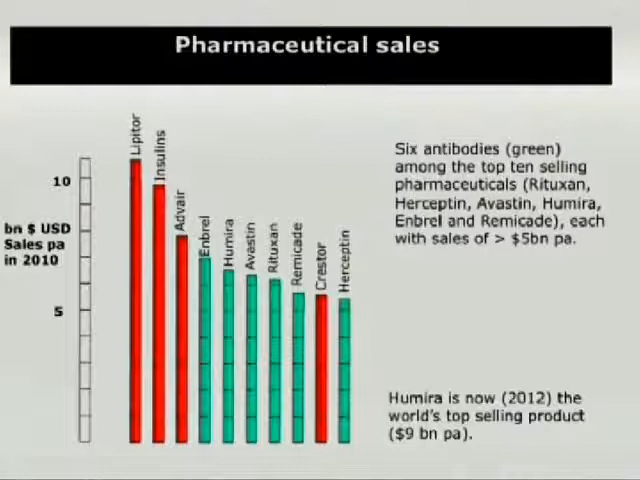 Pharmaceutical sales
Lipitor
Insulins
Advair
Enbrel
Humira
Avastin
Rituxan
Remicade
Crestor
Herceptin
10
bn $ USD
Sales pa
in 2010
5
Six antibodies (green)
among the top ten selling
pharmaceuticals (Rituxan,
Herceptin, Avastin, Humira,
Enbrel and Remicade), each
with sales of > $5bn pa.
Humira is now (2012) the
world's top selling product
($9 bn pa).